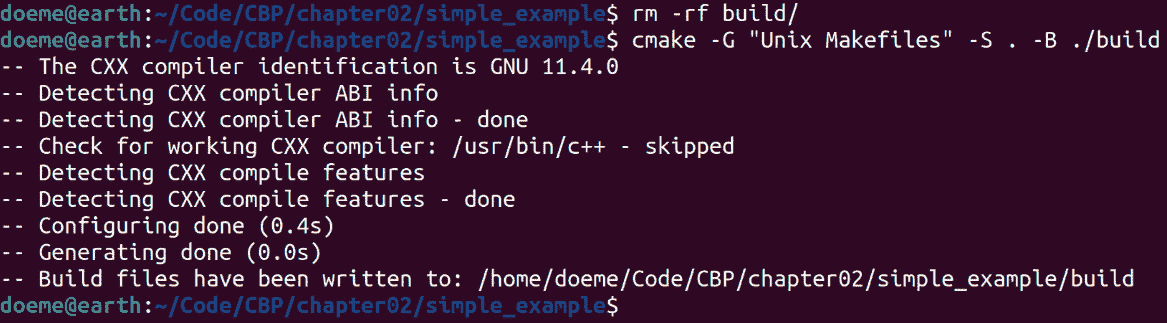 doeme@earth:~/Code/CBP/chapter02/simple_example$ rm -rf build/
doeme@earth:~/Code/CBP/chapter02/simple_example$ cmake -G "Unix Makefiles" -S . -B ./build
-- The CXX compiler identification is GNU 11.4.0
-- Detecting CXX compiler ABI info
-- Detecting CXX compiler ABI info - done
-- Check for working CXX compiler: /usr/bin/c++ - skipped
-- Detecting CXX compile features
-- Detecting CXX compile features - done
-- Configuring done (0.4s)
-- Generating done (0.0s)
-- Build files have been written to: /home/doeme/Code/CBP/chapter02/simple_example/build
doeme@earth:~/Code/CBP/chapter02/simple_example$